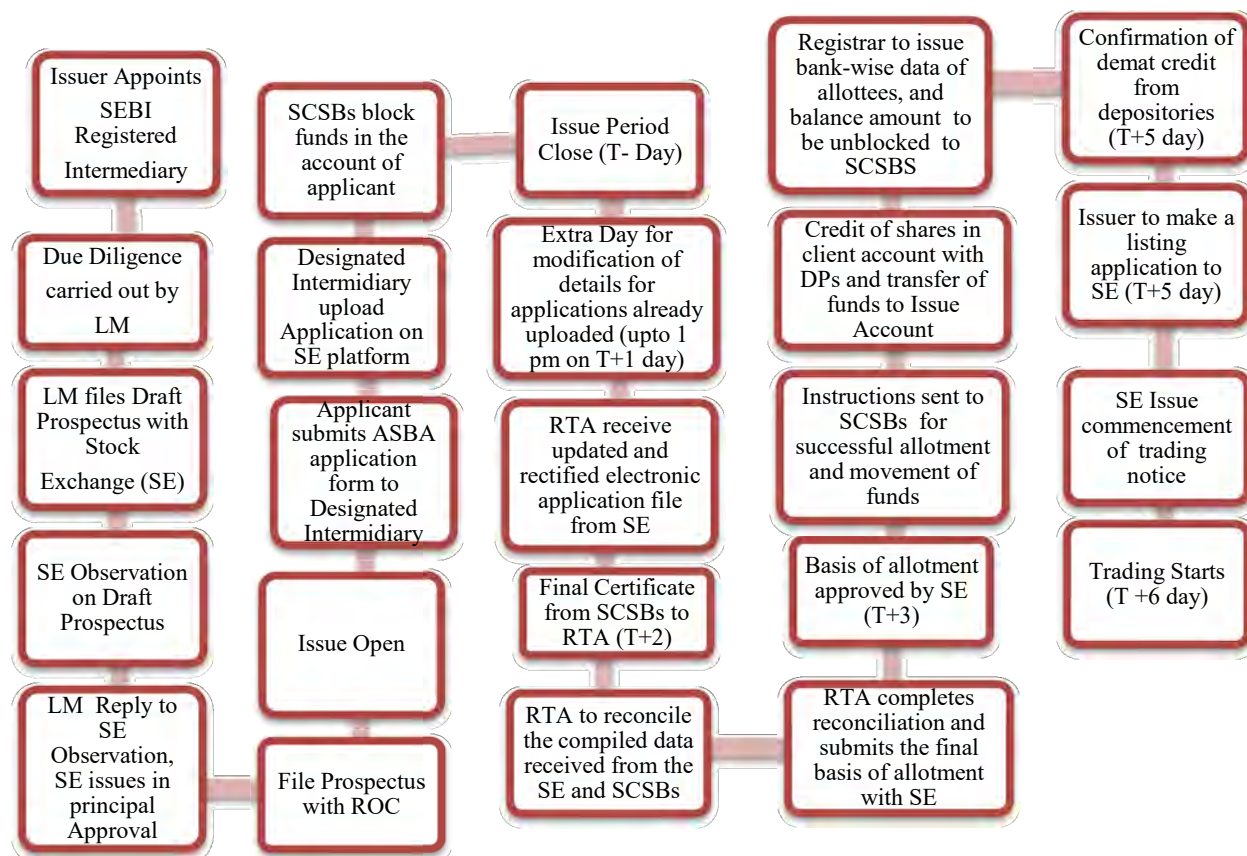 Issuer Appoints
SEBI
Registered
Intermediary
Due Diligence
carried out by
LM
LM files Draft
Prospectus with
Stock
Exchange (SE)
SE Observation
on Draft
Prospectus
LM Reply to
SE
Observation,
SE issues in
principal
Approval
File Prospectus
with ROC
Issue Open
Applicant
submits ASBA
application
form to
Designated
Intermidiary
Designated
Intermidiary
upload
Application on
SE platform
SCSBs block
funds in the
account of
applicant
Issue Period
Close (T- Day)
Extra Day for
modification of
details for
applications already
uploaded (upto 1
pm on T+1 day)
RTA receive
updated and
rectified electronic
application file
from SE
Final Certificate
from SCSBs to
RTA (T+2)
RTA to reconcile
the compiled data
received from the
SE and SCSBs
RTA completes
reconciliation and
submits the final
basis of allotment
with SE
Basis of allotment
approved by SE
(T+3)
Instructions sent to
SCSBs for
successful allotment
and movement of
funds
Credit of shares in
client account with
DPs and transfer of
funds to Issue
Account
Registrar to issue
bank-wise data of
allottees, and
balance amount to
be unblocked to
SCSBS
Confirmation of
demat credit
from
depositories
(T+5 day)
Issuer to make a
listing
application to
SE (T+5 day)
SE Issue
commencement
of trading
notice
Trading Starts
(T +6 day)